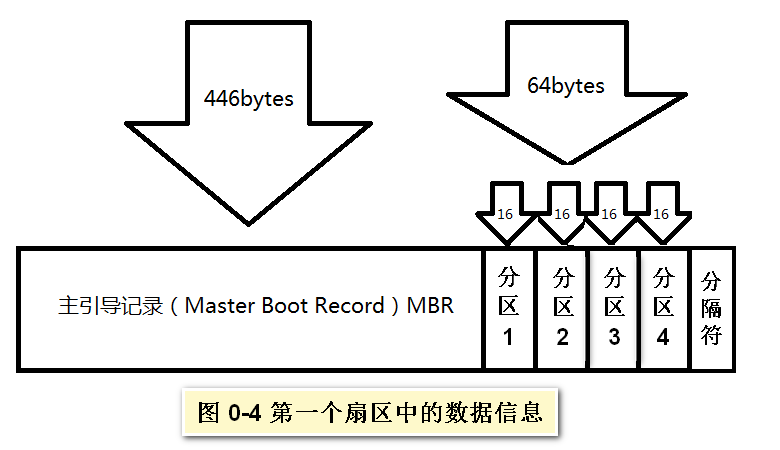 446bytes
64bytes
16
16
16
16
主引导记录（Master Boot Record）MBR
分区1
分区2
分区3
分区4
分隔符
图 0-4 第一个扇区中的数据信息